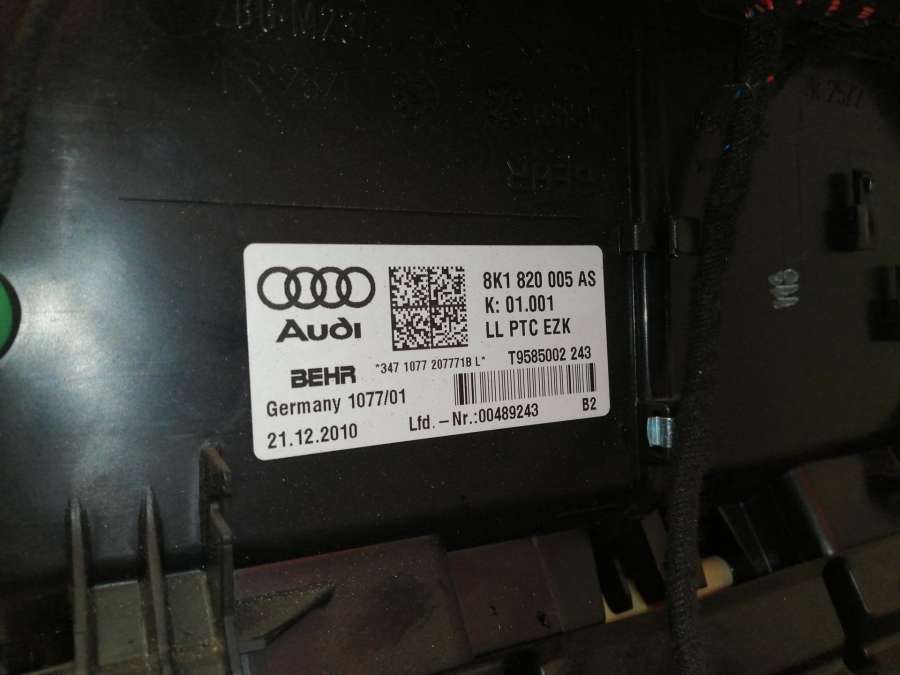 Audi
8K1 820 005 AS
K: 01.001
LL PTC EZK
BEHR
*347 1077 207771B L*
T9585002 243
Germany 1077/01
21.12.2010
Lfd. -Nr.:00489243
B2